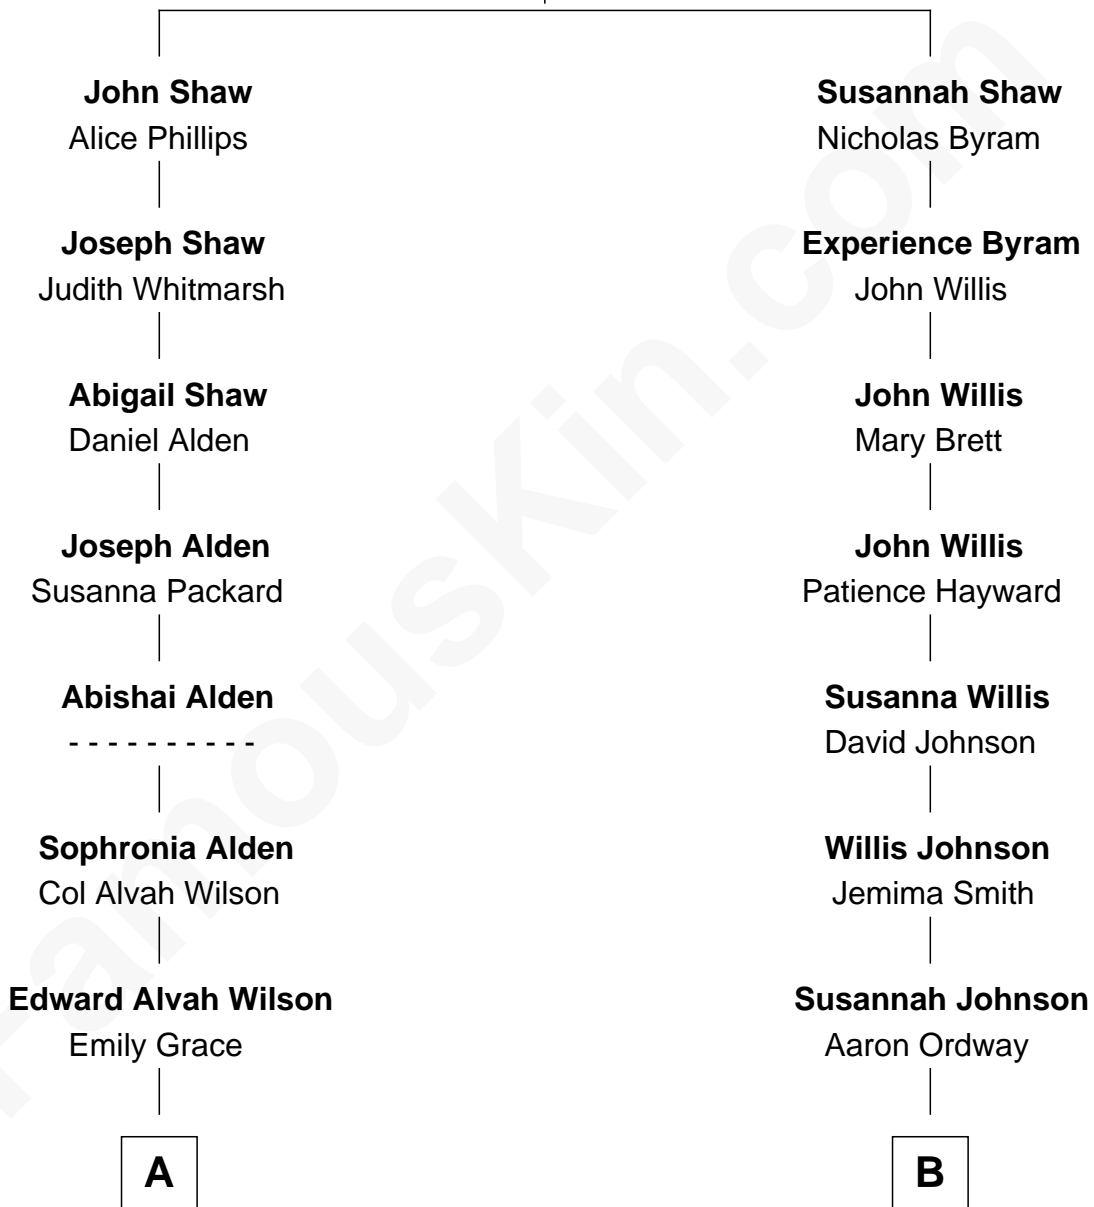 John Shaw
Alice Phillips
Joseph Shaw
Judith Whitmarsh
Abigail Shaw
Daniel Alden
Joseph Alden
Susanna Packard
Abishai Alden
- - - - - - - - - -
Sophronia Alden
Col Alvah Wilson
Edward Alvah Wilson
Emily Grace
A
Susannah Shaw
Nicholas Byram
Experience Byram
John Willis
John Willis
Mary Brett
John Willis
Patience Hayward
Susanna Willis
David Johnson
Willis Johnson
Jemima Smith
Susannah Johnson
Aaron Ordway
B
FamousKin.com